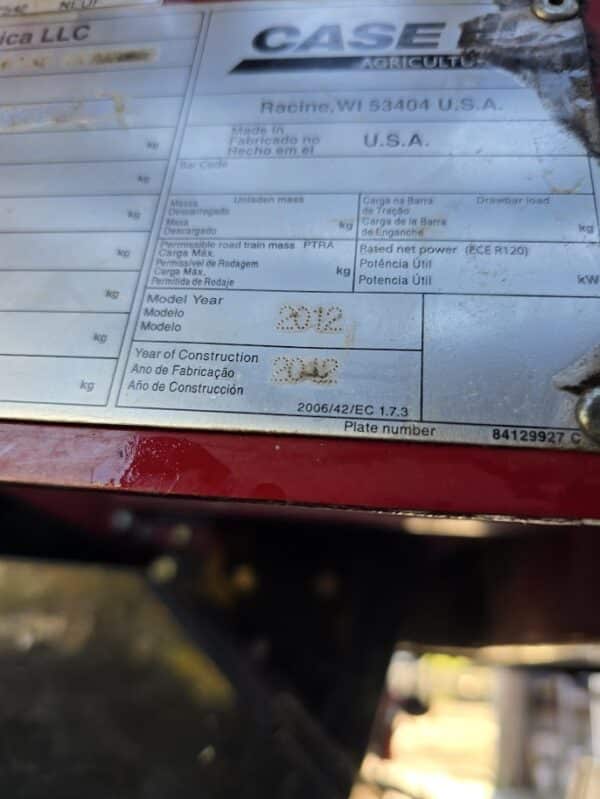 ica LLC
CASE
AGRICULTU
Racine, WI 53404 U.S.A.
Made in
Fabricado no
Hecho em el
U.S.A.
Bar Code
kg
kg
kg
kg
kg
kg
kg
Massa Unladen mass
Descarregado
Masa
Descargado
kg
Carga na Barra Drawbar load
de Tração
Carga de la Barra
de Enganche
kg
Permissible road train mass PTRA
Carga Máx.
Permissível de Rodagem
Carga Máx.
Permitida de Rodaje
kg
Rated net power (ECE R120)
Potência Útil
Potencia Útil
kW
Model Year
Modelo
Modelo
2012
Year of Construction
Ano de Fabricação
Año de Construcción
2012
2006/42/EC 1.7.3
Plate number 84129927 C